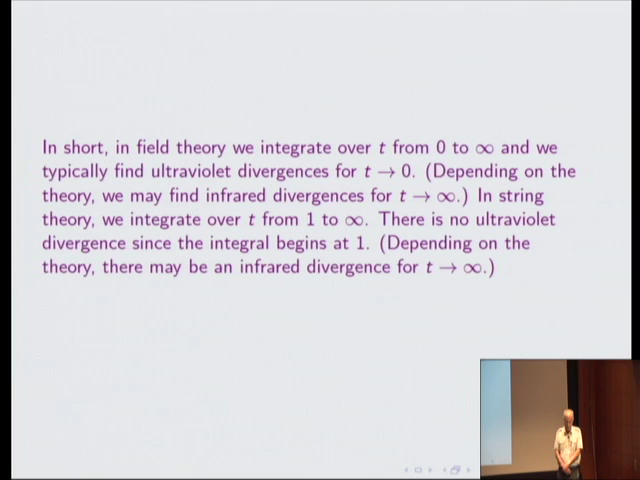 In short, in field theory we integrate over t from 0 to ∞ and we
typically find ultraviolet divergences for t → 0. (Depending on the
theory, we may find infrared divergences for t → ∞.) In string
theory, we integrate over t from 1 to ∞. There is no ultraviolet
divergence since the integral begins at 1. (Depending on the
theory, there may be an infrared divergence for t → ∞.)